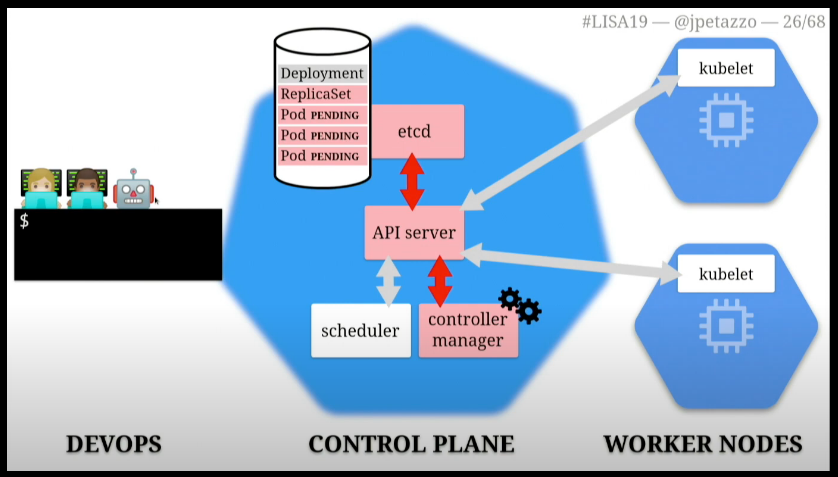 #LISA19 — @jpetazzo — 26/68
Deployment
ReplicaSet
Pod PENDING
Pod PENDING
Pod PENDING
etcd
kubelet
$
API server
kubelet
scheduler
controller
manager
DEVOPS
CONTROL PLANE
WORKER NODES